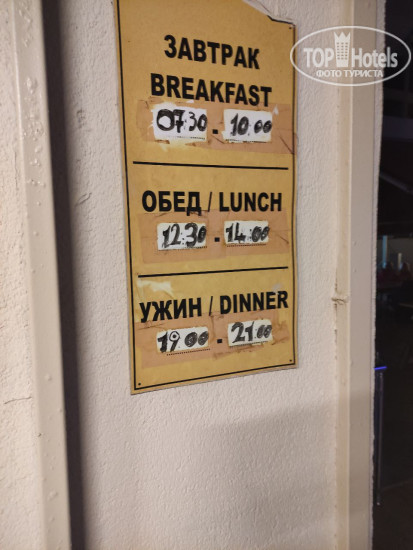 TOP Hotels
ФОТО ТУРИСТА
ЗАВТРАК
BREAKFAST
07 30 - 10 00
ОБЕД / LUNCH
12 30 - 14 00
УЖИН / DINNER
19 00 - 21 00